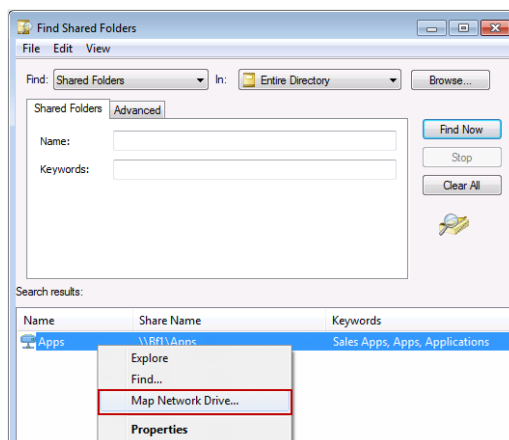 Find Shared Folders
File Edit View
Find: Shared Folders In: Entire Directory Browse...
Shared Folders Advanced
Name:
Keywords:
Find Now
Stop
Clear All
Search results:
Name Share Name Keywords
Apps \\Bf1\Apps Sales Apps, Apps, Applications
Explore
Find...
Map Network Drive...
Properties